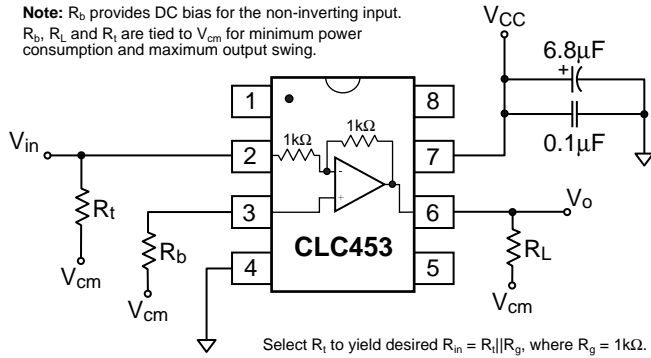 Note: Rb provides DC bias for the non-inverting input.
Rb, RL and Rt are tied to Vcm for minimum power
consumption and maximum output swing.
VCC
6.8μF
+
0.1μF
1
8
1kΩ
1kΩ
Vin
2
7
-
+
Rt
3
6
Vo
Rb
CLC453
RL
Vcm
4
5
Vcm
Vcm
Select Rt to yield desired Rin = Rt||Rg, where Rg = 1kΩ.